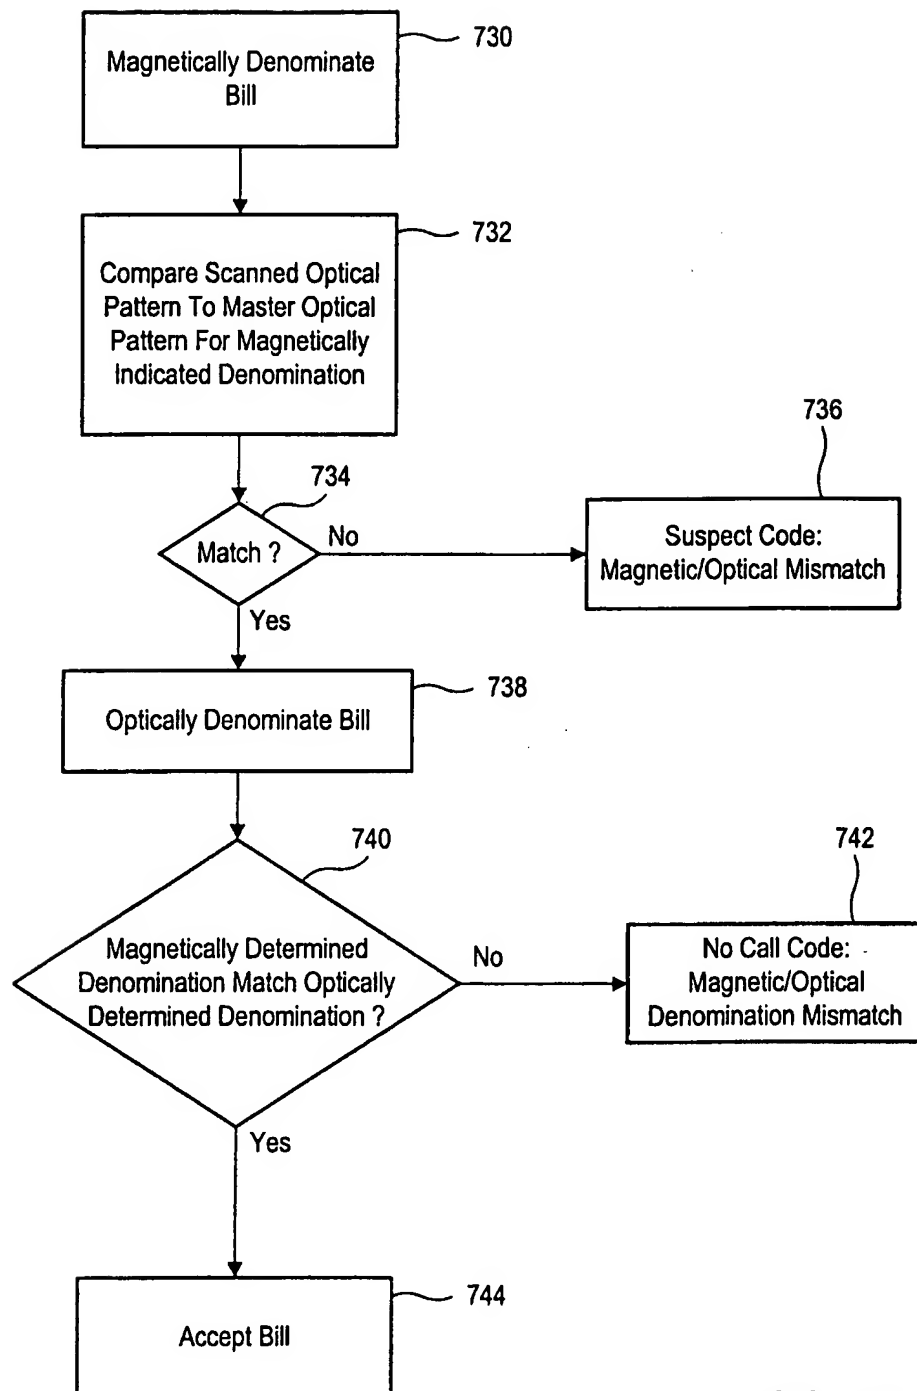 730
Magnetically Denominate
Bill
732
Compare Scanned Optical
Pattern To Master Optical
Pattern For Magnetically
Indicated Denomination
736
734
Match ?
No
Suspect Code:
Magnetic/Optical Mismatch
Yes
738
Optically Denominate Bill
740
742
Magnetically Determined
Denomination Match Optically
Determined Denomination ?
No
No Call Code:
Magnetic/Optical
Denomination Mismatch
Yes
744
Accept Bill